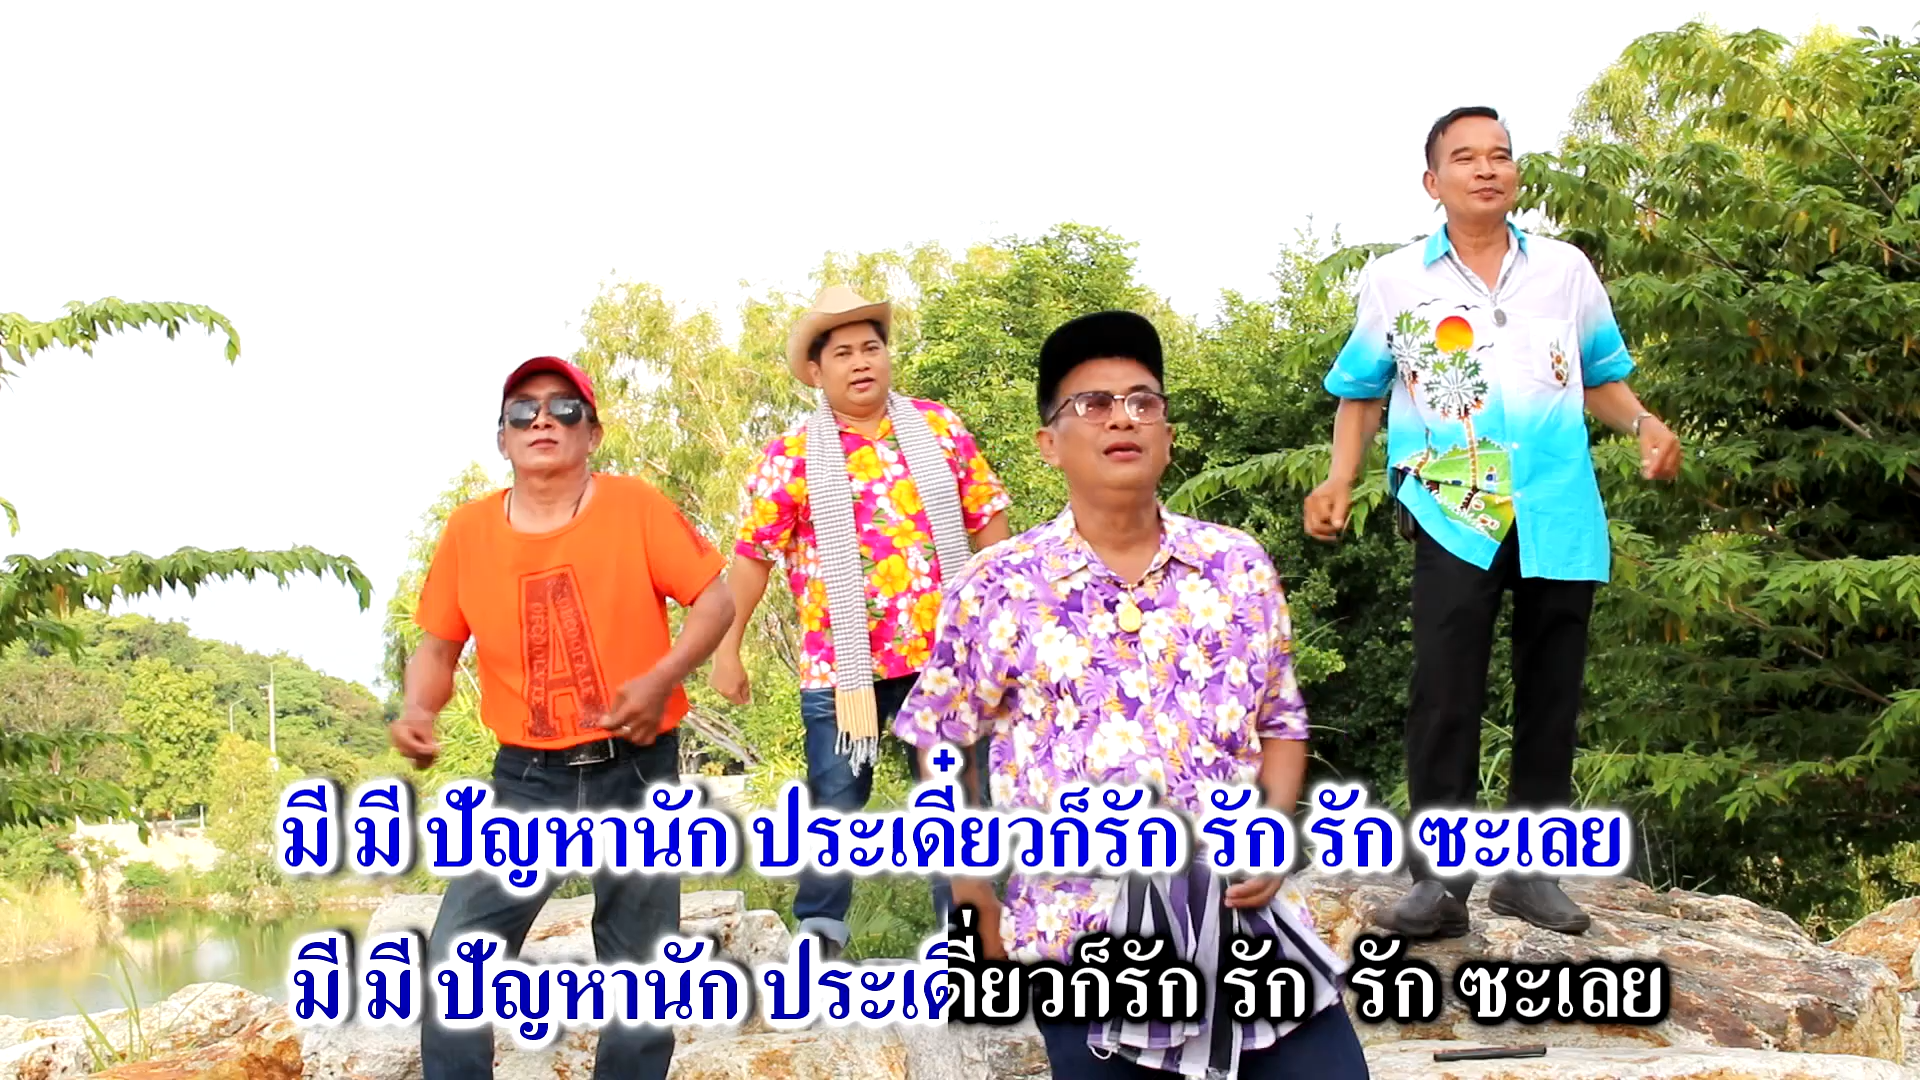 มี มี ปัญหานัก ประเดี๋ยวก็รัก รัก รัก ซะเลย
มี มี ปัญหานัก ประเดี่ยวก็รัก รัก รัก ซะเลย
A